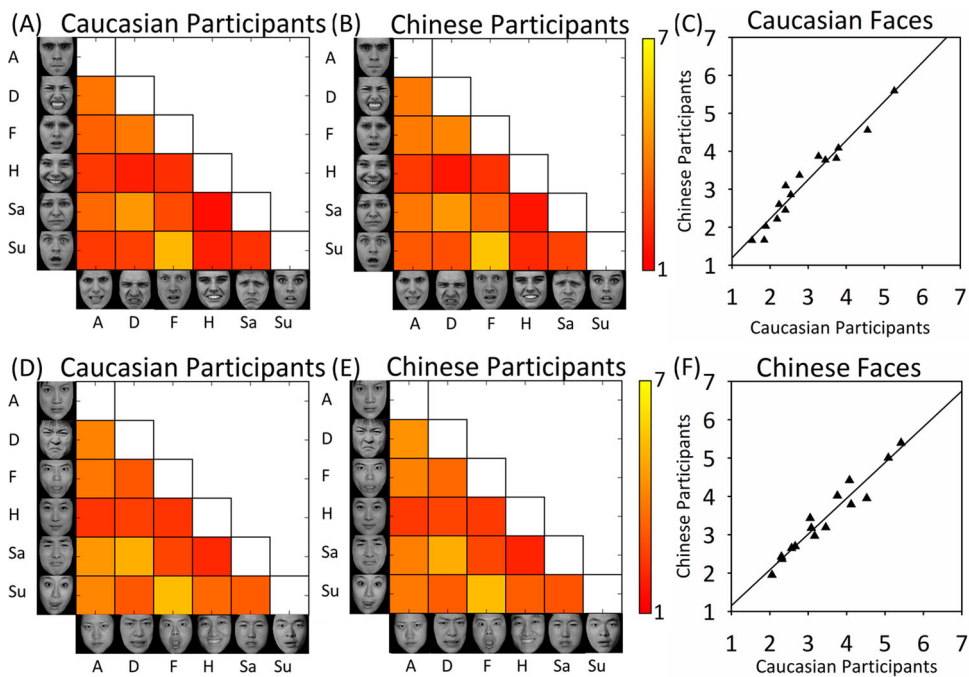 (A) Caucasian Participants
A
D
F
H
Sa
Su
A D F H Sa Su
(B) Chinese Participants
A
D
F
H
Sa
Su
A D F H Sa Su
7
1
(C) Caucasian Faces
Chinese Participants
7
6
5
4
3
2
1
1 2 3 4 5 6 7
Caucasian Participants
(D) Caucasian Participants
A
D
F
H
Sa
Su
A D F H Sa Su
(E) Chinese Participants
A
D
F
H
Sa
Su
A D F H Sa Su
7
1
(F) Chinese Faces
Chinese Participants
7
6
5
4
3
2
1
1 2 3 4 5 6 7
Caucasian Participants